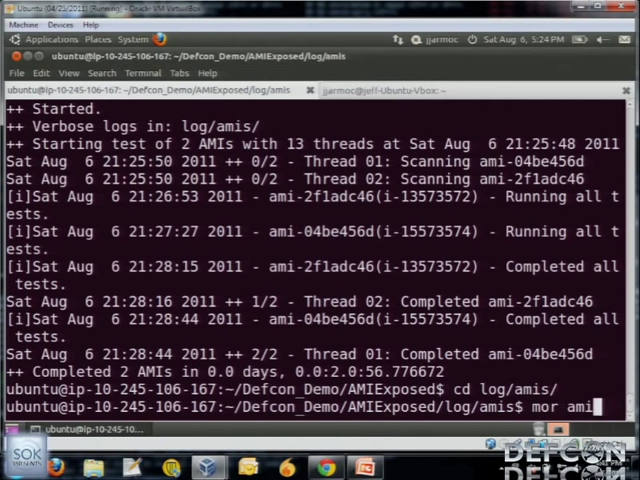 Ubuntu (04/25/2011) [Running] - Oracle VM VirtualBox
Machine Devices Help
Applications Places System jjarmoc Sat Aug 6, 5:24 PM
ubuntu@ip-10-245-106-167: ~/Defcon_Demo/AMIExposed/log/amis
File Edit View Search Terminal Tabs Help
ubuntu@ip-10-245-106-167: ~/Defcon_Demo/AMIExposed/log/amis jjarmoc@jeff-Ubuntu-Vbox: ~
++ Started.
++ Verbose logs in: log/amis/
++ Starting test of 2 AMIs with 13 threads at Sat Aug  6 21:25:48 2011
Sat Aug  6 21:25:50 2011 ++ 0/2 - Thread 01: Scanning ami-04be456d
Sat Aug  6 21:25:50 2011 ++ 0/2 - Thread 02: Scanning ami-2f1adc46
[i]Sat Aug  6 21:26:53 2011 - ami-2f1adc46(i-13573572) - Running all t
ests.
[i]Sat Aug  6 21:27:27 2011 - ami-04be456d(i-15573574) - Running all t
ests.
[i]Sat Aug  6 21:28:15 2011 - ami-2f1adc46(i-13573572) - Completed all
 tests.
Sat Aug  6 21:28:16 2011 ++ 1/2 - Thread 02: Completed ami-2f1adc46
[i]Sat Aug  6 21:28:44 2011 - ami-04be456d(i-15573574) - Completed all
 tests.
Sat Aug  6 21:28:44 2011 ++ 2/2 - Thread 01: Completed ami-04be456d
++ Completed 2 AMIs in 0.0 days, 0.0:2.0:56.776672
ubuntu@ip-10-245-106-167:~/Defcon_Demo/AMIExposed$ cd log/amis/
ubuntu@ip-10-245-106-167:~/Defcon_Demo/AMIExposed/log/amis$ mor ami
ubuntu@ip-10-245-10...
SOK
PRESENTS
DEFCON